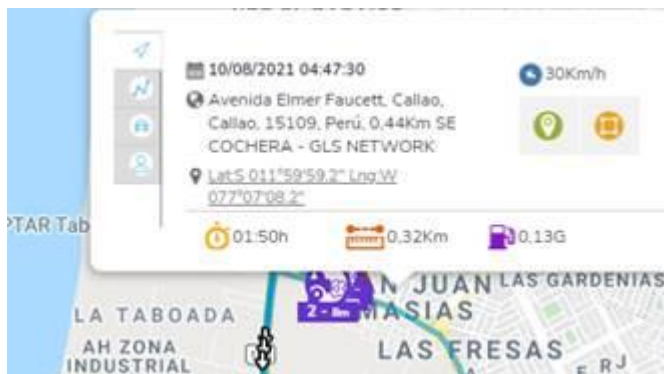 10/08/2021 04:47:30
30Km/h
Avenida Elmer Faucett, Callao,
Callao, 15109, Perú, 0,44Km SE
COCHERA - GLS NETWORK
Lat:S 011°59'59.2" Lng:W
077°07'08.2"
PTAR Tab
01:50h
0,32Km
0,13G
AN JUAN
LAS GARDENIAS
MASIAS
2 -
LA TABOADA
AH ZONA
INDUSTRIAL
LAS FRESAS